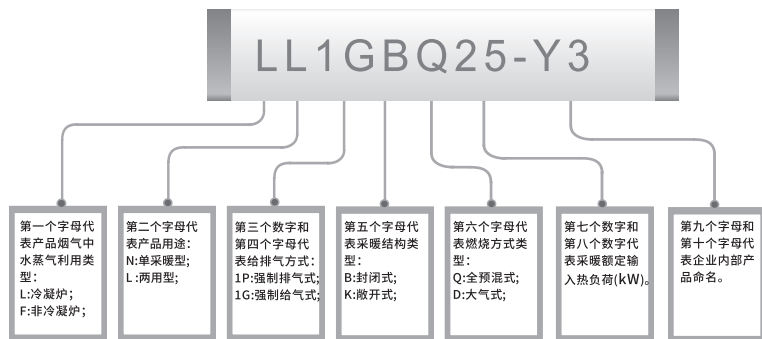 LL1GBQ25-Y3
第一个字母代
表产品烟气中
水蒸气利用类
型：
L:冷凝炉；
F:非冷凝炉；
第二个字母代
表产品用途：
N:单采暖型；
L:两用型；
第三个数字和
第四个字母代
表给排气方式：
1P:强制排气式;
1G:强制给气式;
第五个字母代
表采暖结构类
型：
B:封闭式；
K:敞开式；
第六个字母代
表燃烧方式类
型：
Q:全预混式；
D:大气式；
第七个数字和
第八个数字代
表采暖额定输
入热负荷(kW)。
第九个字母和
第十个字母代
表企业内部产
品命名。